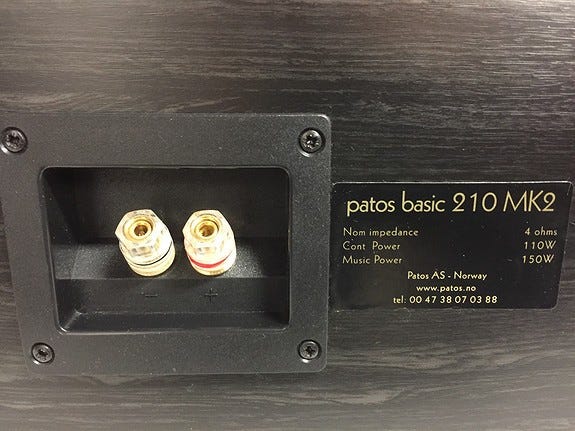 patos basic 210 MK2
Nom impedance 4 ohms
Cont Power 110W
Music Power 150W
Patos AS - Norway
www.patos.no
tel: 00 47 38 07 03 88
- +